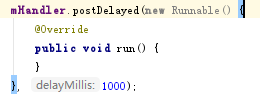 mHandler.postDelayed(new Runnable() {
@Override
public void run() {
}
}, delayMillis: 1000);